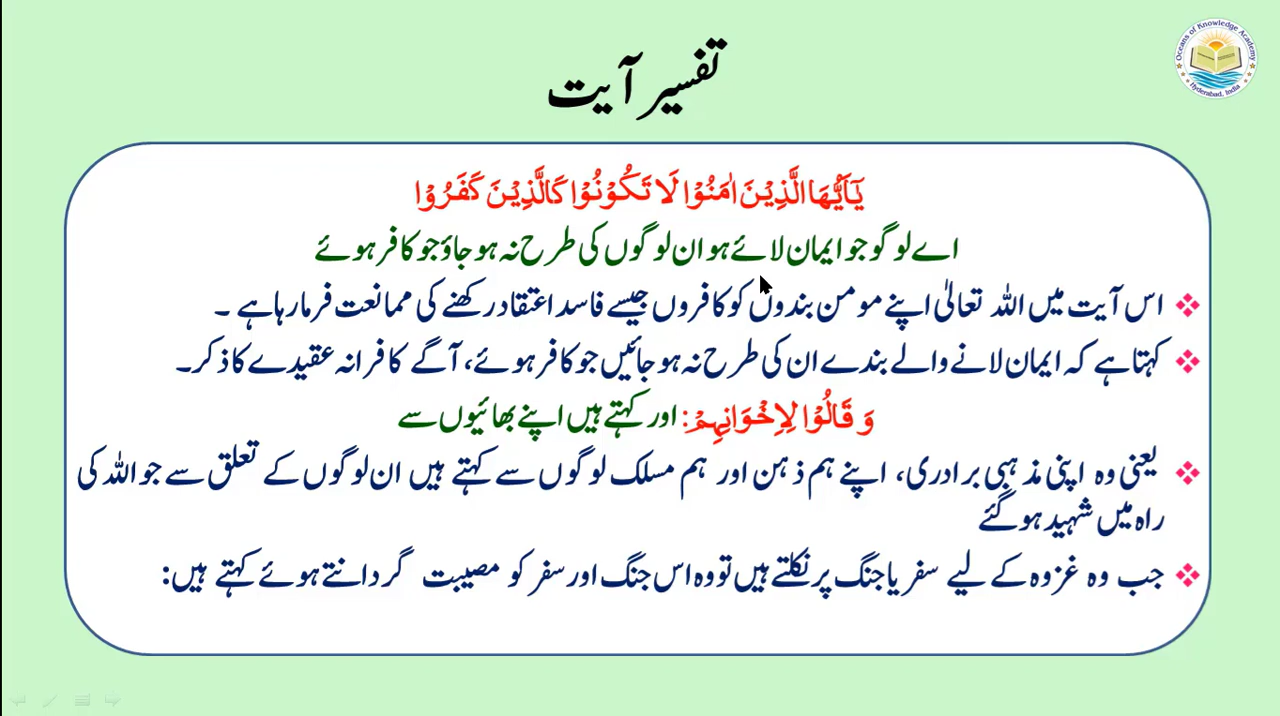 تفسیر آیت
Oceans of Knowledge Academy
Hyderabad, India
يٰۤاَيُّهَا الَّذِيْنَ اٰمَنُوْا لَا تَكُوْنُوْا كَالَّذِيْنَ كَفَرُوْا
اے لوگو جو ایمان لائے ہو ان لوگوں کی طرح نہ ہو جاؤ جو کافر ہوئے
❖ اس آیت میں اللہ تعالیٰ اپنے مومن بندوں کو کافروں جیسے فاسد اعتقاد رکھنے کی ممانعت فرما رہا ہے ۔
❖ کہتا ہے کہ ایمان لانے والے بندے ان کی طرح نہ ہو جائیں جو کافر ہوئے، آگے کافرانہ عقیدے کا ذکر۔
وَ قَالُوْا لِاِخْوَانِهِمْ: اور کہتے ہیں اپنے بھائیوں سے
❖ یعنی وہ اپنی مذہبی برادری، اپنے ہم ذہن اور ہم مسلک لوگوں سے کہتے ہیں ان لوگوں کے تعلق سے جو اللہ کی
راہ میں شہید ہو گئے
❖ جب وہ غزوہ کے لیے سفر یا جنگ پر نکلتے ہیں تو وہ اس جنگ اور سفر کو مصیبت گردانتے ہوئے کہتے ہیں: